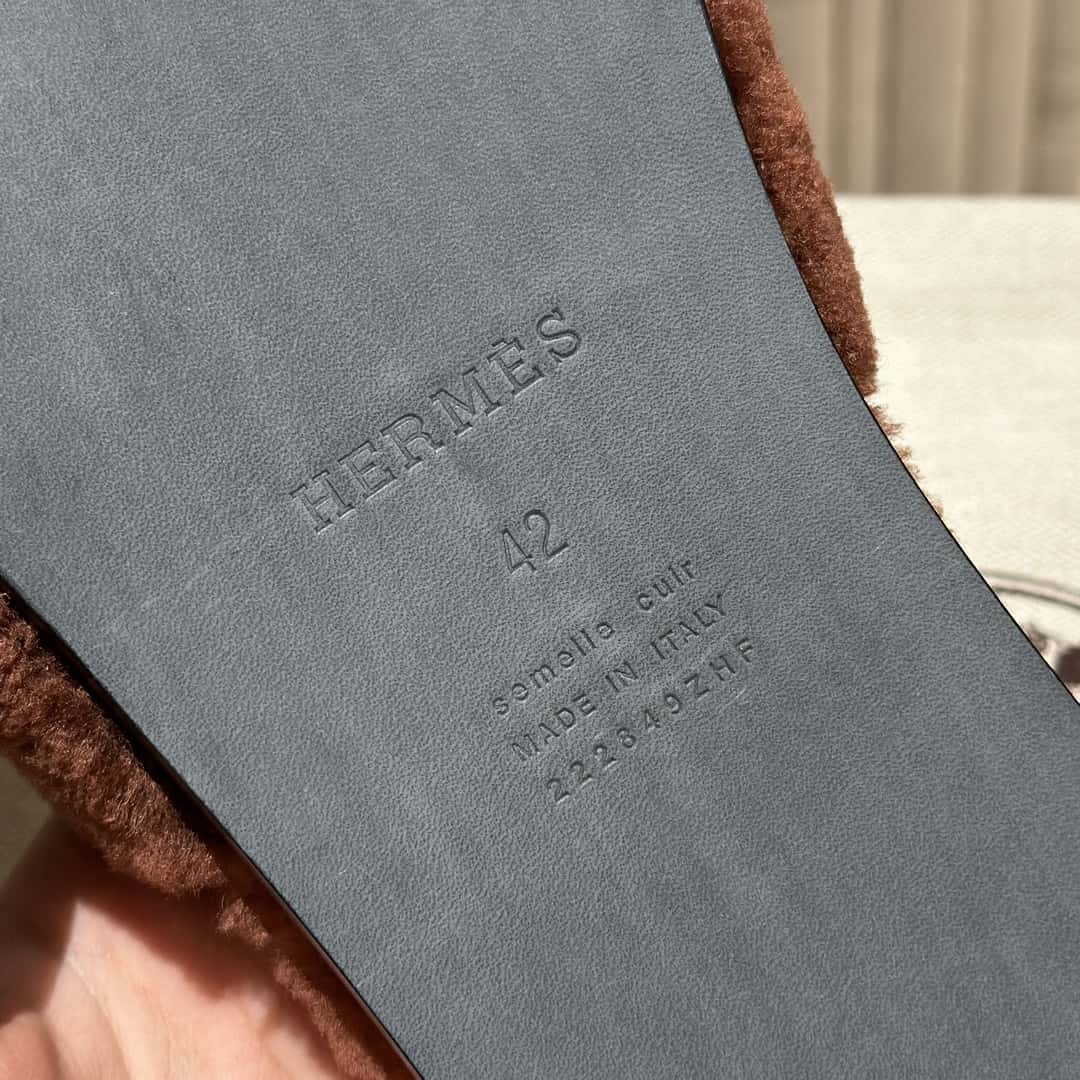 HERMÈS
42
semelle cuir
MADE IN ITALY
222849ZHF